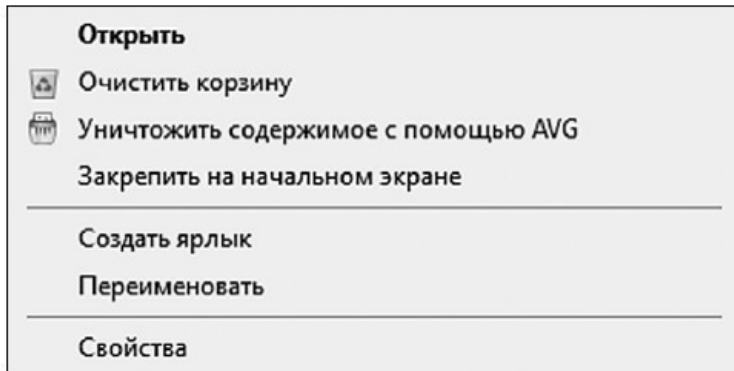 Открыть
Очистить корзину
Уничтожить содержимое с помощью AVG
Закрепить на начальном экране
Создать ярлык
Переименовать
Свойства